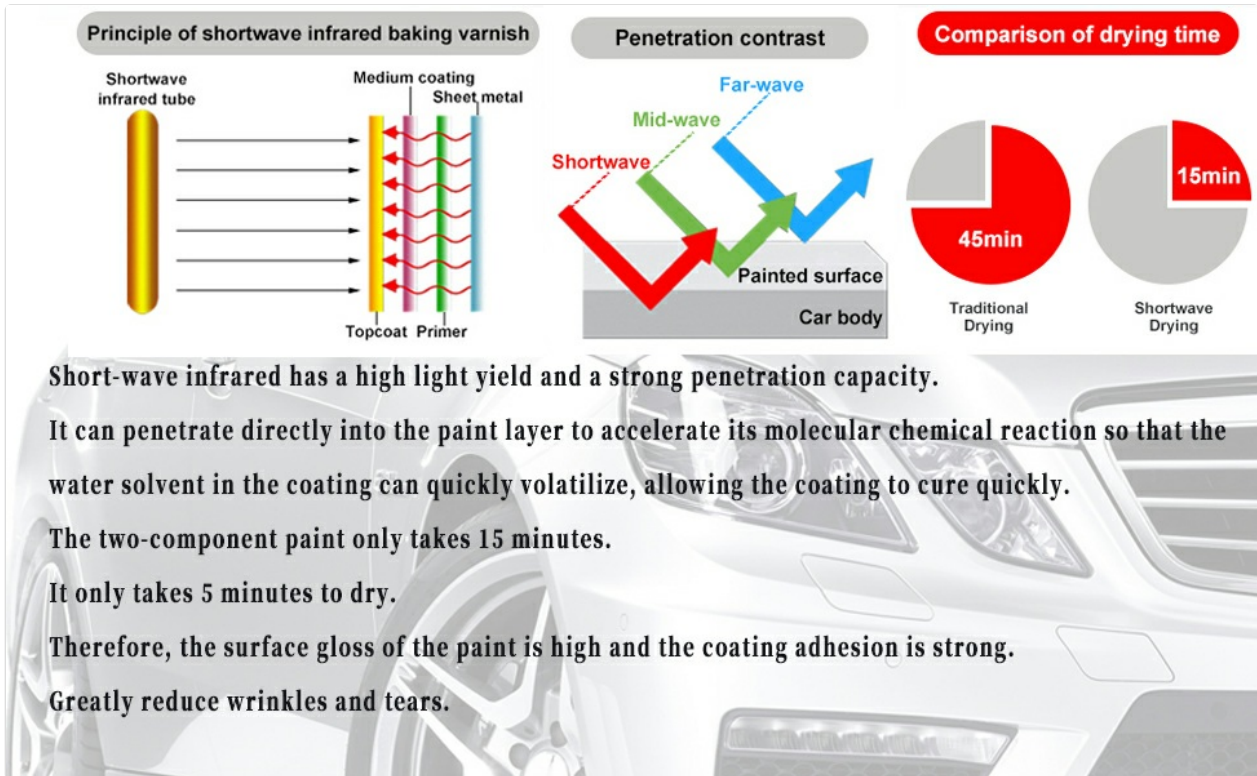 Principle of shortwave infrared baking varnish
Shortwave
infrared tube
Medium coating
Sheet metal
Topcoat
Primer
Penetration contrast
Far-wave
Mid-wave
Shortwave
Painted surface
Car body
Comparison of drying time
45min
15min
Traditional
Drying
Shortwave
Drying
Short-wave infrared has a high light yield and a strong penetration capacity.
It can penetrate directly into the paint layer to accelerate its molecular chemical reaction so that the
water solvent in the coating can quickly volatilize, allowing the coating to cure quickly.
The two-component paint only takes 15 minutes.
It only takes 5 minutes to dry.
Therefore, the surface gloss of the paint is high and the coating adhesion is strong.
Greatly reduce wrinkles and tears.